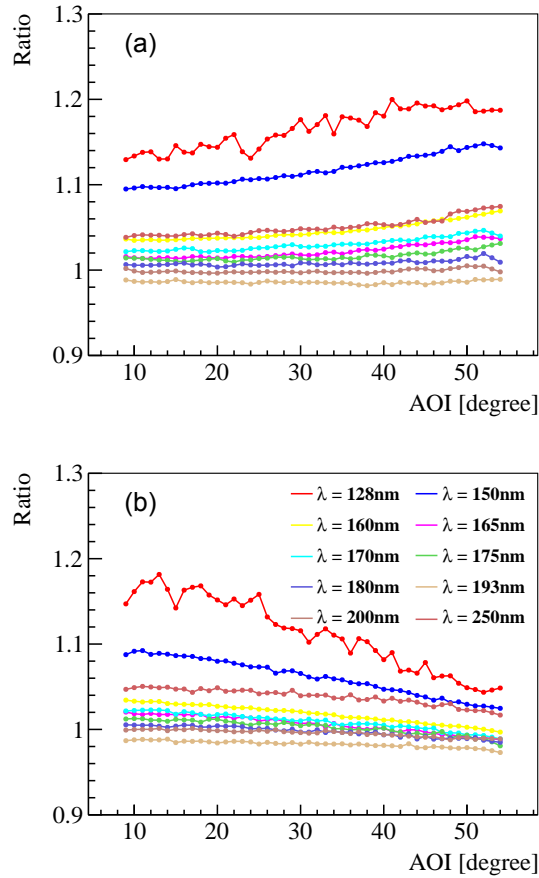 Ratio
(a)
1.3
1.2
1.1
1
0.9
10 20 30 40 50
AOI [degree]
Ratio
(b)
1.3
1.2
1.1
1
0.9
λ = 128nm λ = 150nm
λ = 160nm λ = 165nm
λ = 170nm λ = 175nm
λ = 180nm λ = 193nm
λ = 200nm λ = 250nm
10 20 30 40 50
AOI [degree]